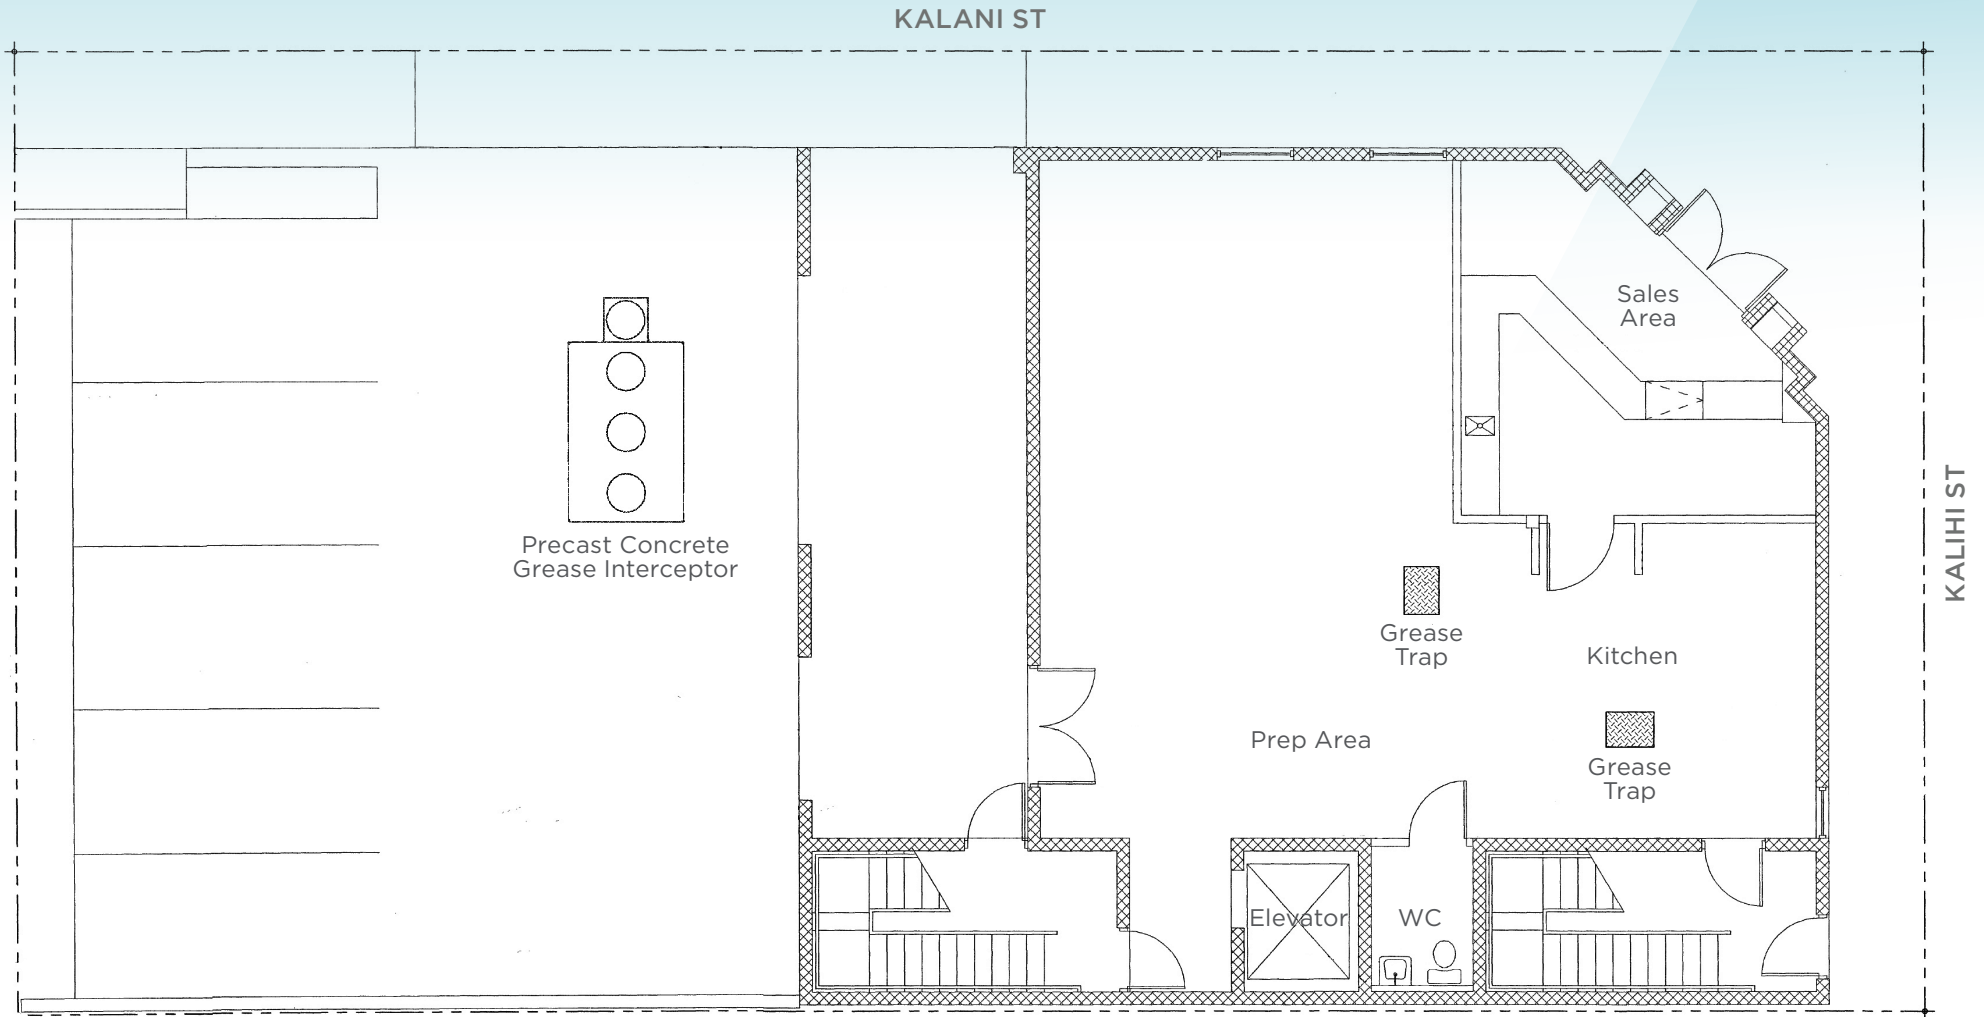 KALANI ST
Sales
Area
KALIHI ST
Precast Concrete
Grease Interceptor
Grease
Trap
Kitchen
Prep Area
Grease
Trap
Elevator
WC